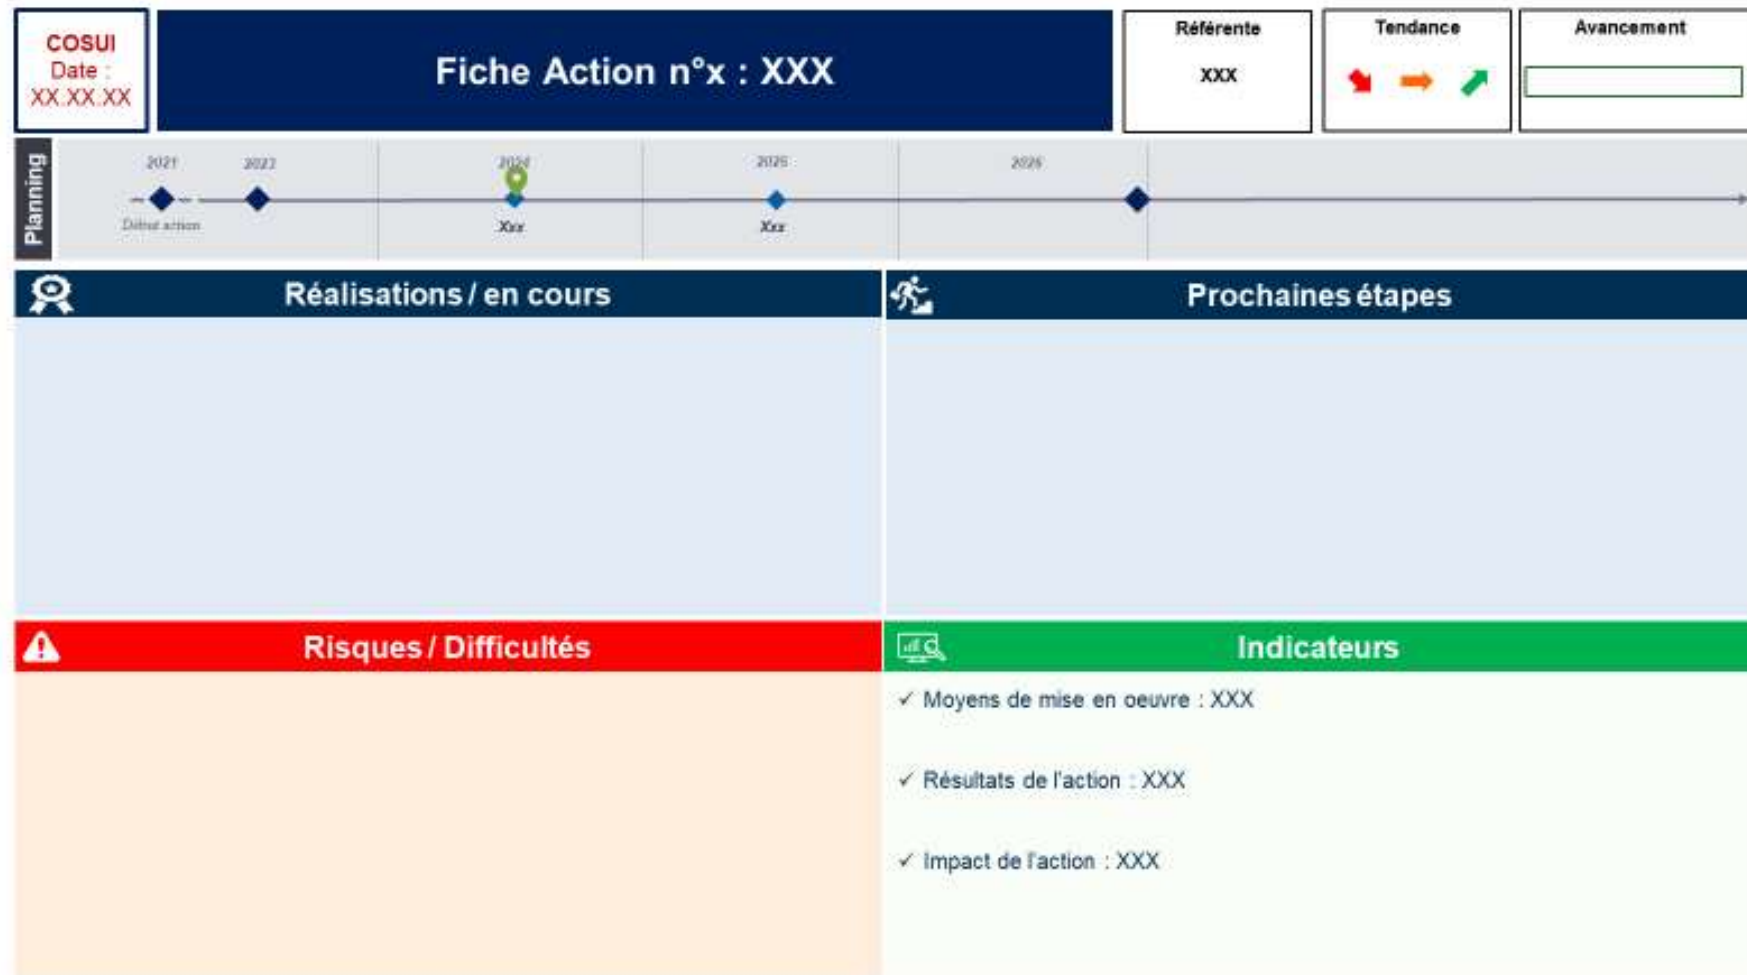 COSUI
Date :
XX.XX.XX
Fiche Action n°x : XXX
Référente
XXX
Tendance
Avancement
Planning
2021
2023
2024
2025
2026
Début action
Xxx
Xxx
Réalisations / en cours
Prochaines étapes
Risques / Difficultés
Indicateurs
✓ Moyens de mise en oeuvre : XXX
✓ Résultats de l'action : XXX
✓ Impact de l'action : XXX